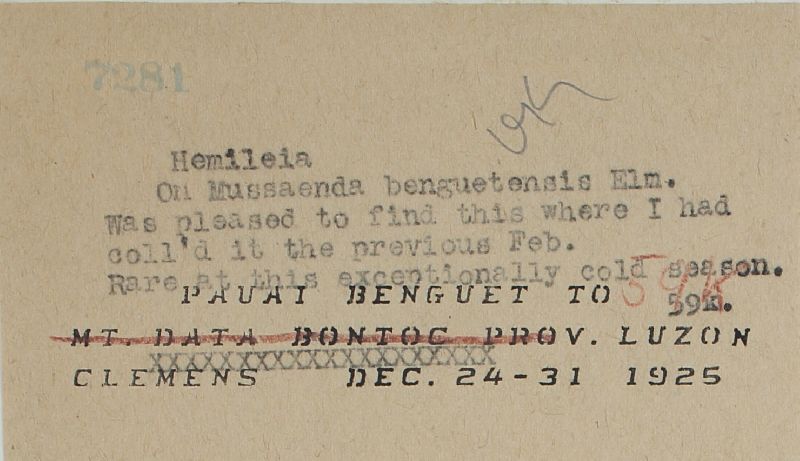 7281
Hemileia
On Mussaenda benguetensis Elm.
Was pleased to find this where I had
coll'd it the previous Feb.
Rare at this exceptionally cold season.
PAUAI BENGUET TO 59K
59k.
MT. DATA BONTOC PROV. LUZON
XXXXXXXXXXXXXXXXXXXXX
CLEMENS DEC. 24-31 1925